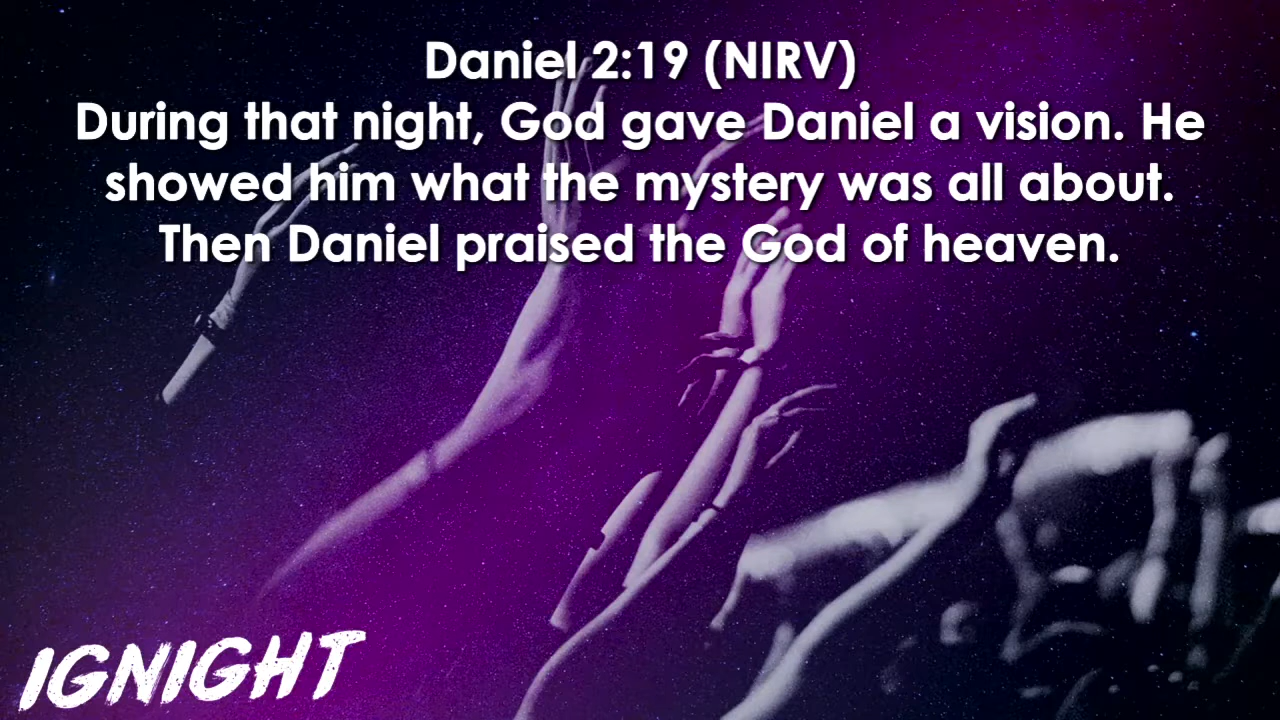 Daniel 2:19 (NIRV)
During that night, God gave Daniel a vision. He
showed him what the mystery was all about.
Then Daniel praised the God of heaven.
IGNIGHT